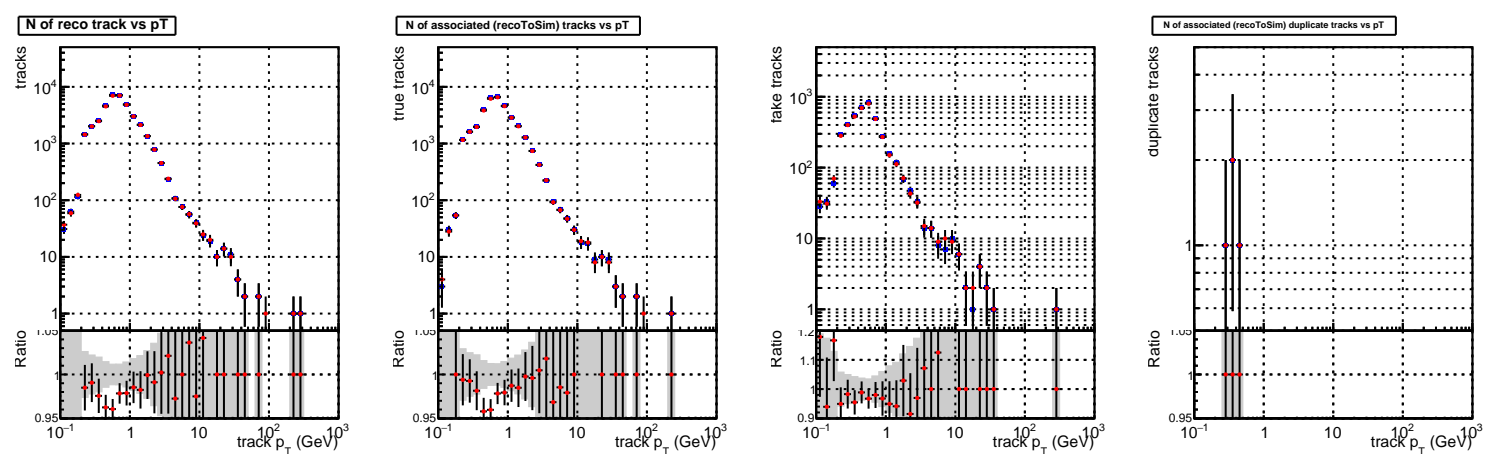 N of reco track vs pT
tracks
10⁴
10³
10²
10
1
Ratio
1.05
1
0.95
10⁻¹ 1 10 10² 10³
track p_T (GeV)
N of associated (recoToSim) tracks vs pT
true tracks
10⁴
10³
10²
10
1
Ratio
1.05
1
0.95
10⁻¹ 1 10 10² 10³
track p_T (GeV)
fake tracks
10³
10²
10
1
Ratio
1.2
1.1
1
0.9
10⁻¹ 1 10 10² 10³
track p_T (GeV)
N of associated (recoToSim) duplicate tracks vs pT
duplicate tracks
1
Ratio
1.05
1
0.95
10⁻¹ 1 10 10² 10³
track p_T (GeV)